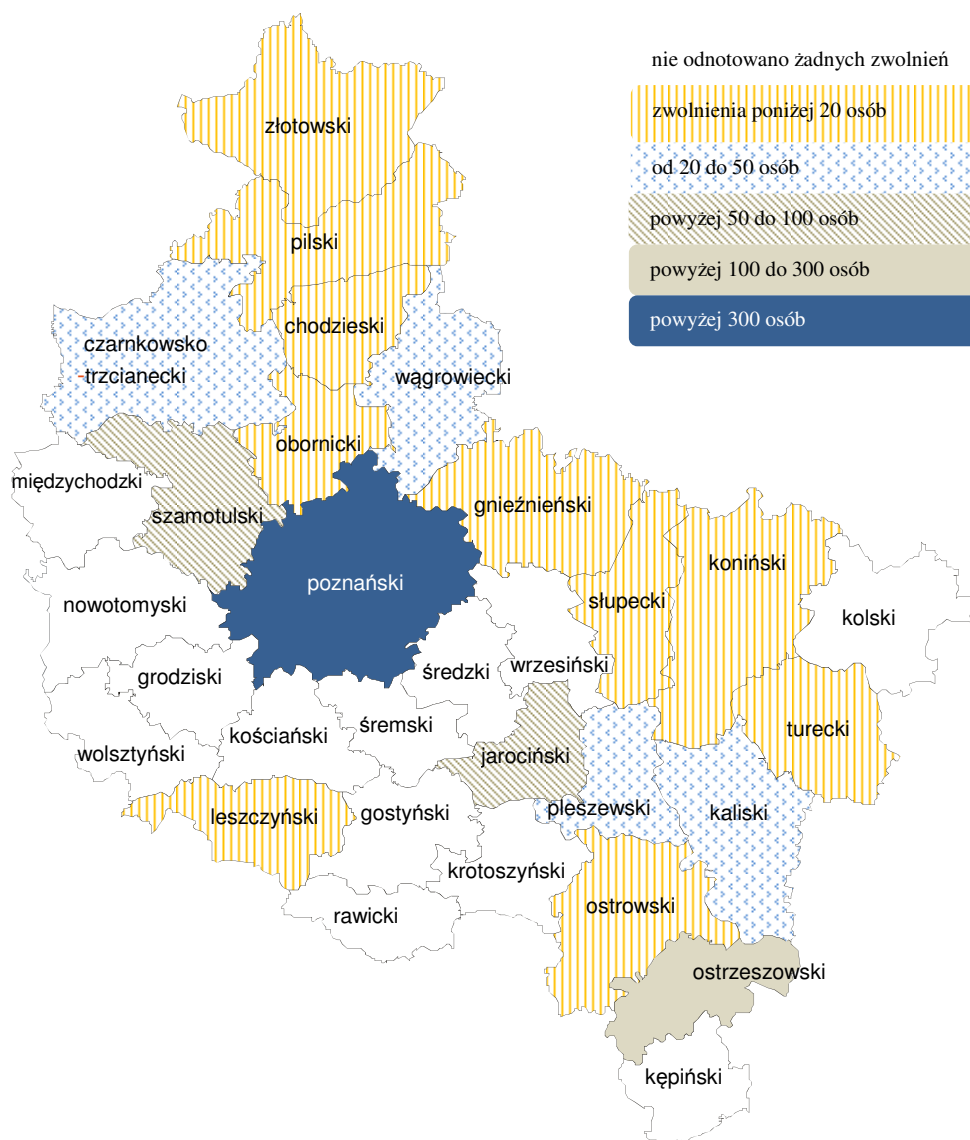 nie odnotowano żadnych zwolnień
zwolnienia poniżej 20 osób
od 20 do 50 osób
powyżej 50 do 100 osób
powyżej 100 do 300 osób
powyżej 300 osób
złotowski
pilski
chodzieski
czarnkowsko
-trzcianecki
wągrowiecki
obornicki
międzychodzki
szamotulski
gnieźnieński
koniński
poznański
nowotomyski
słupecki
kolski
grodziski
średzki
wrzesiński
wolsztyński
kościański
śremski
turecki
jarociński
leszczyński
gostyński
pleszewski
kaliski
krotoszyński
rawicki
ostrowski
ostrzeszowski
kępiński